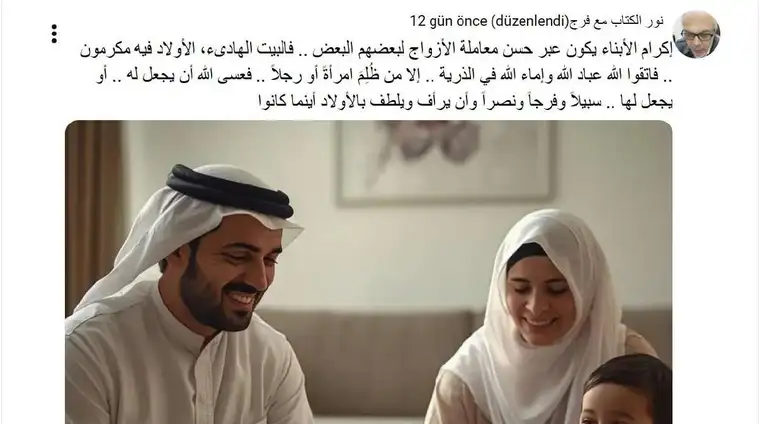 نور الكتاب مع فرج(düzenlendi) 12 gün önce
إكرام الأبناء يكون عبر حسن معاملة الأزواج لبعضهم البعض .. فالبيت الهادىء، الأولاد فيه مكرمون
.. فاتقوا الله عباد الله وإماء الله في الذرية .. إلا من ظُلِمَ امرأةً أو رجلاً .. فعسى الله أن يجعل له .. أو
يجعل لها .. سبيلاً وفرجاً ونصراً وأن يرأف ويلطف بالأولاد أينما كانوا